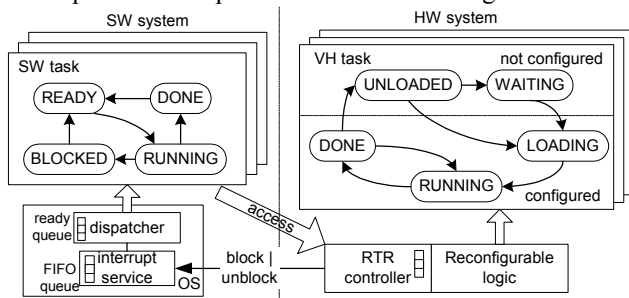 SW system
HW system
SW task
READY
DONE
BLOCKED
RUNNING
VH task
not configured
UNLOADED
WAITING
DONE
LOADING
RUNNING
configured
access
ready
queue
dispatcher
FIFO
queue
interrupt
service
OS
block |
unblock
RTR
controller
Reconfigurable
logic